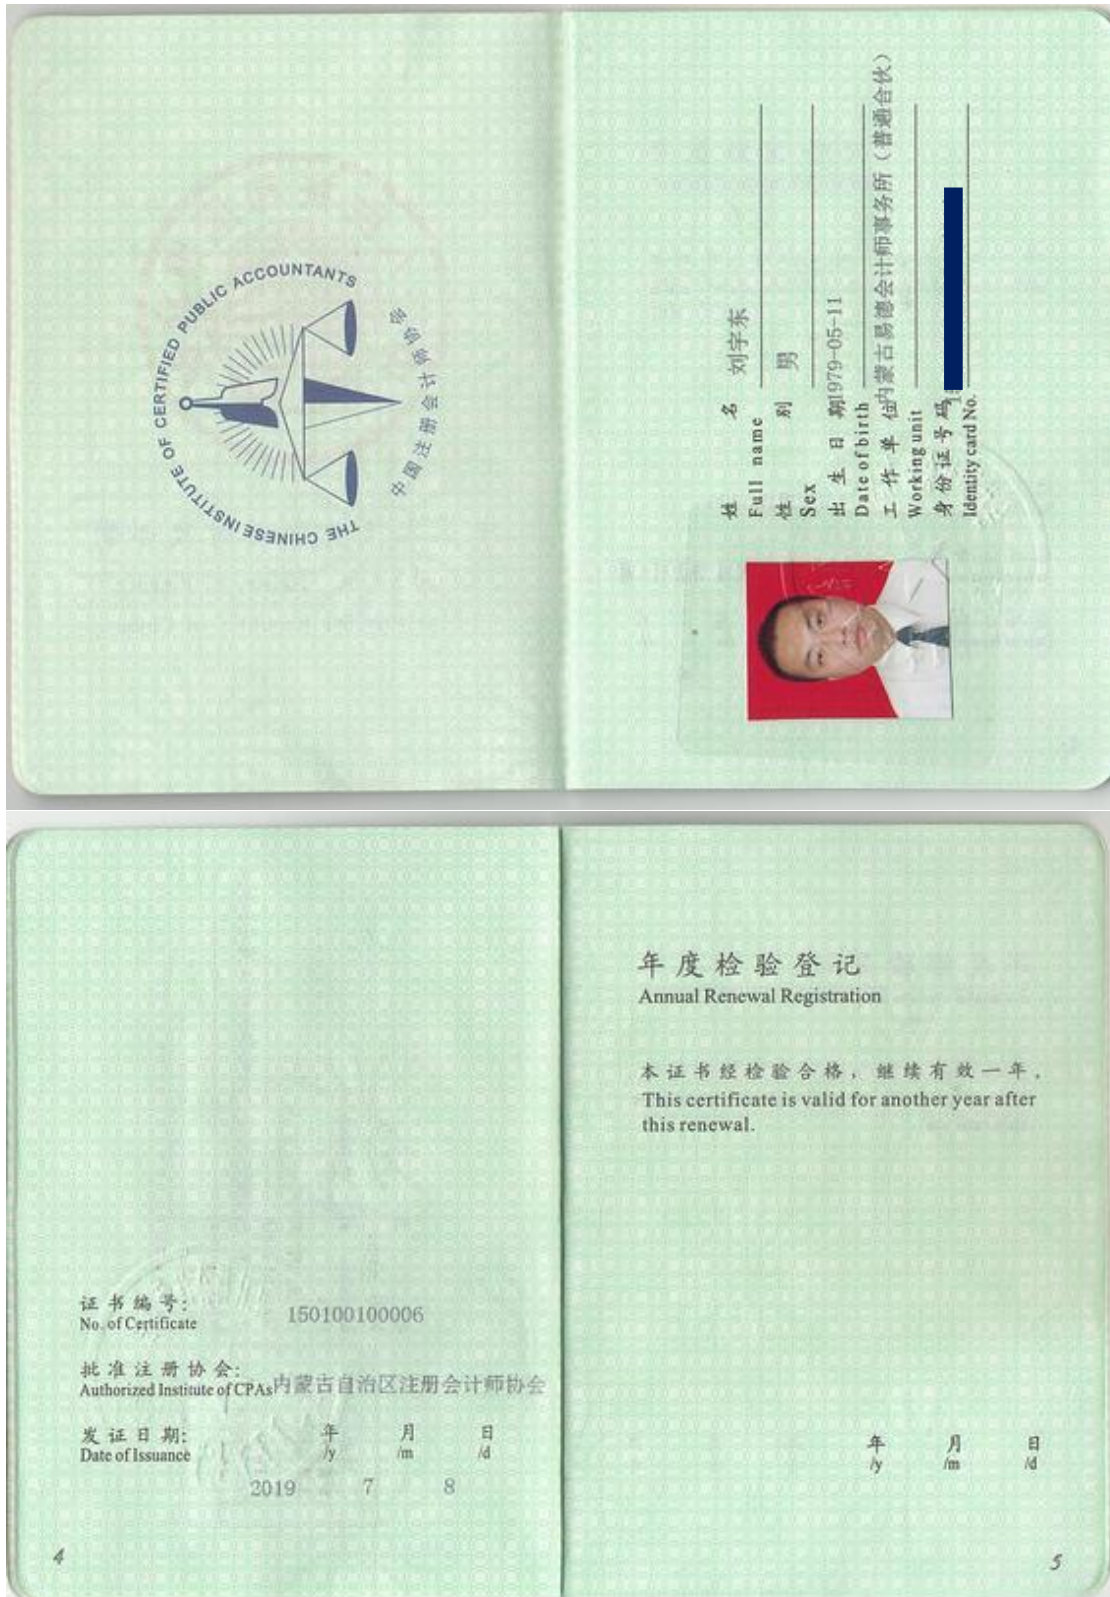 THE CHINESE INSTITUTE OF CERTIFIED PUBLIC ACCOUNTANTS
中国注册会计师协会
姓 名 刘宇东
Full name
性 别 男
Sex
出生日期 1979-05-11
Date of birth
工作单位 内蒙古易德会计师事务所（普通合伙）
Working unit
身份证号码
Identity card No.
证书编号:
No. of Certificate
150100100006
批准注册协会:
Authorized Institute of CPAs 内蒙古自治区注册会计师协会
发证日期: 年 月 日
Date of Issuance /y /m /d
2019 7 8
4
年度检验登记
Annual Renewal Registration
本证书经检验合格，继续有效一年。
This certificate is valid for another year after
this renewal.
年 月 日
/y /m /d
5